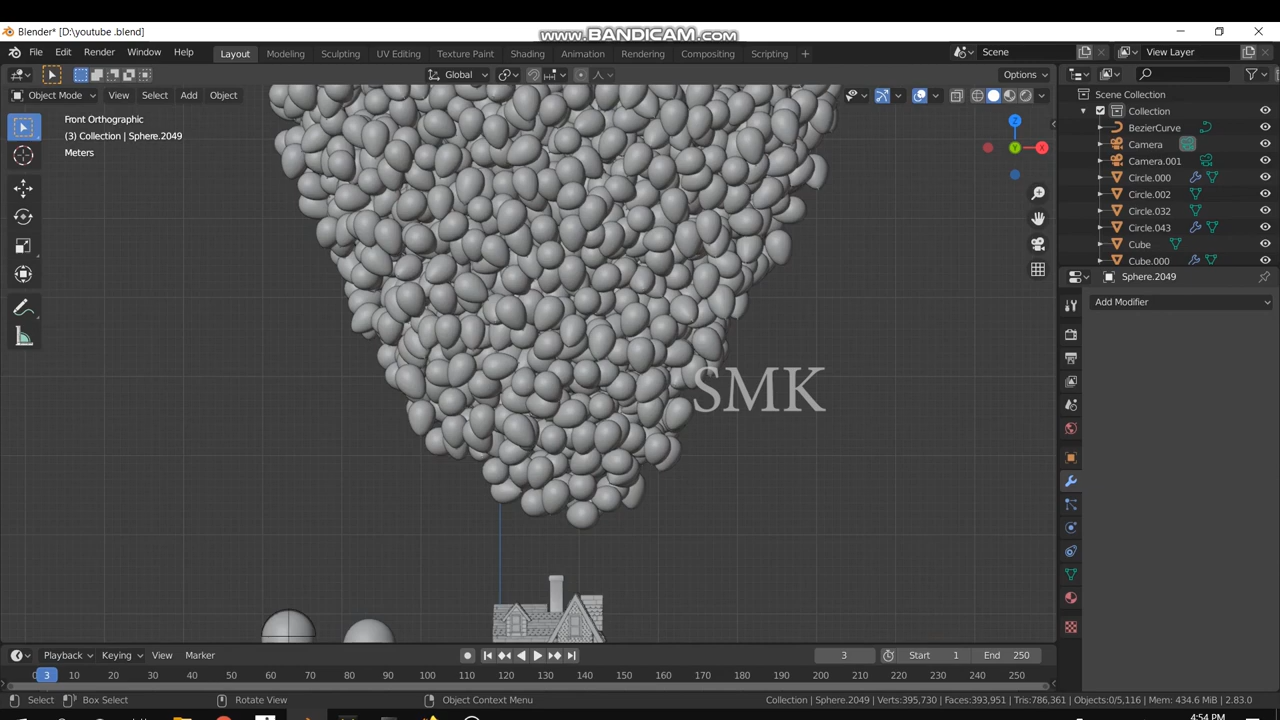 Blender* [D:\youtube .blend]
www.BANDICAM.com
File Edit Render Window Help
Layout Modeling Sculpting UV Editing Texture Paint Shading Animation Rendering Compositing Scripting +
Scene
View Layer
Global
Options
Object Mode View Select Add Object
Front Orthographic
(3) Collection | Sphere.2049
Meters
Z
Y
X
Scene Collection
Collection
BezierCurve
Camera
Camera.001
Circle.000
Circle.002
Circle.032
Circle.043
Cube
Cube.000
Sphere.2049
Add Modifier
SMK
Playback Keying View Marker
3
Start 1
End 250
3 10 20 30 40 50 60 70 80 90 100 110 120 130 140 150 160 170 180 190 200 210 220 230 240 250
Select Box Select Rotate View Object Context Menu
Collection | Sphere.2049 | Verts:395,730 | Faces:393,951 | Tris:786,361 | Objects:0/5,116 | Mem: 434.6 MiB | 2.83.0
4:54 PM